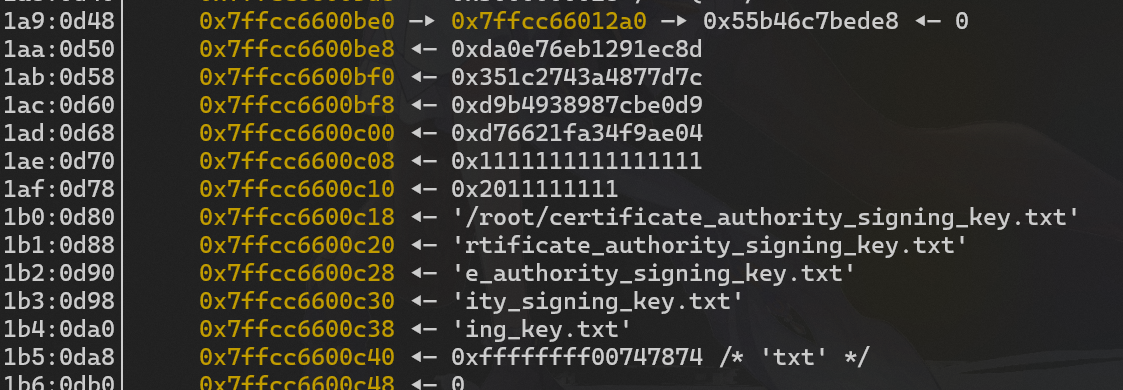 1a9:0d48│ 0x7ffcc6600be0 —▸ 0x7ffcc66012a0 —▸ 0x55b46c7bede8 ◂— 0
1aa:0d50│ 0x7ffcc6600be8 ◂— 0xda0e76eb1291ec8d
1ab:0d58│ 0x7ffcc6600bf0 ◂— 0x351c2743a4877d7c
1ac:0d60│ 0x7ffcc6600bf8 ◂— 0xd9b4938987cbe0d9
1ad:0d68│ 0x7ffcc6600c00 ◂— 0xd76621fa34f9ae04
1ae:0d70│ 0x7ffcc6600c08 ◂— 0x1111111111111111
1af:0d78│ 0x7ffcc6600c10 ◂— 0x2011111111
1b0:0d80│ 0x7ffcc6600c18 ◂— '/root/certificate_authority_signing_key.txt'
1b1:0d88│ 0x7ffcc6600c20 ◂— 'rtificate_authority_signing_key.txt'
1b2:0d90│ 0x7ffcc6600c28 ◂— 'e_authority_signing_key.txt'
1b3:0d98│ 0x7ffcc6600c30 ◂— 'ity_signing_key.txt'
1b4:0da0│ 0x7ffcc6600c38 ◂— 'ing_key.txt'
1b5:0da8│ 0x7ffcc6600c40 ◂— 0xffffffff00747874 /* 'txt' */
1b6:0db0│ 0x7ffcc6600c48 ◂— 0